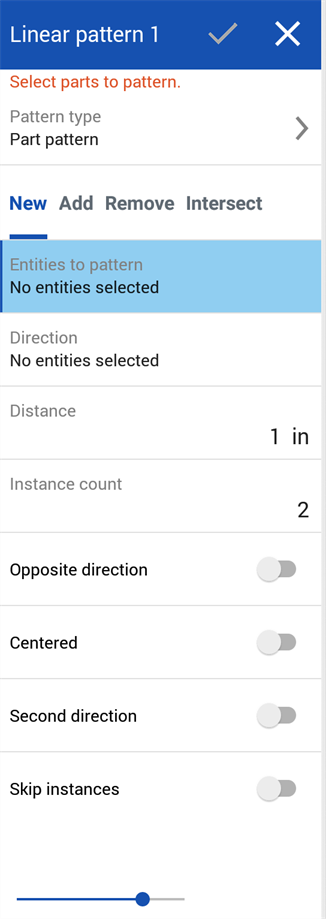 Linear pattern 1
Select parts to pattern.
Pattern type
Part pattern
New Add Remove Intersect
Entities to pattern
No entities selected
Direction
No entities selected
Distance
1 in
Instance count
2
Opposite direction
Centered
Second direction
Skip instances